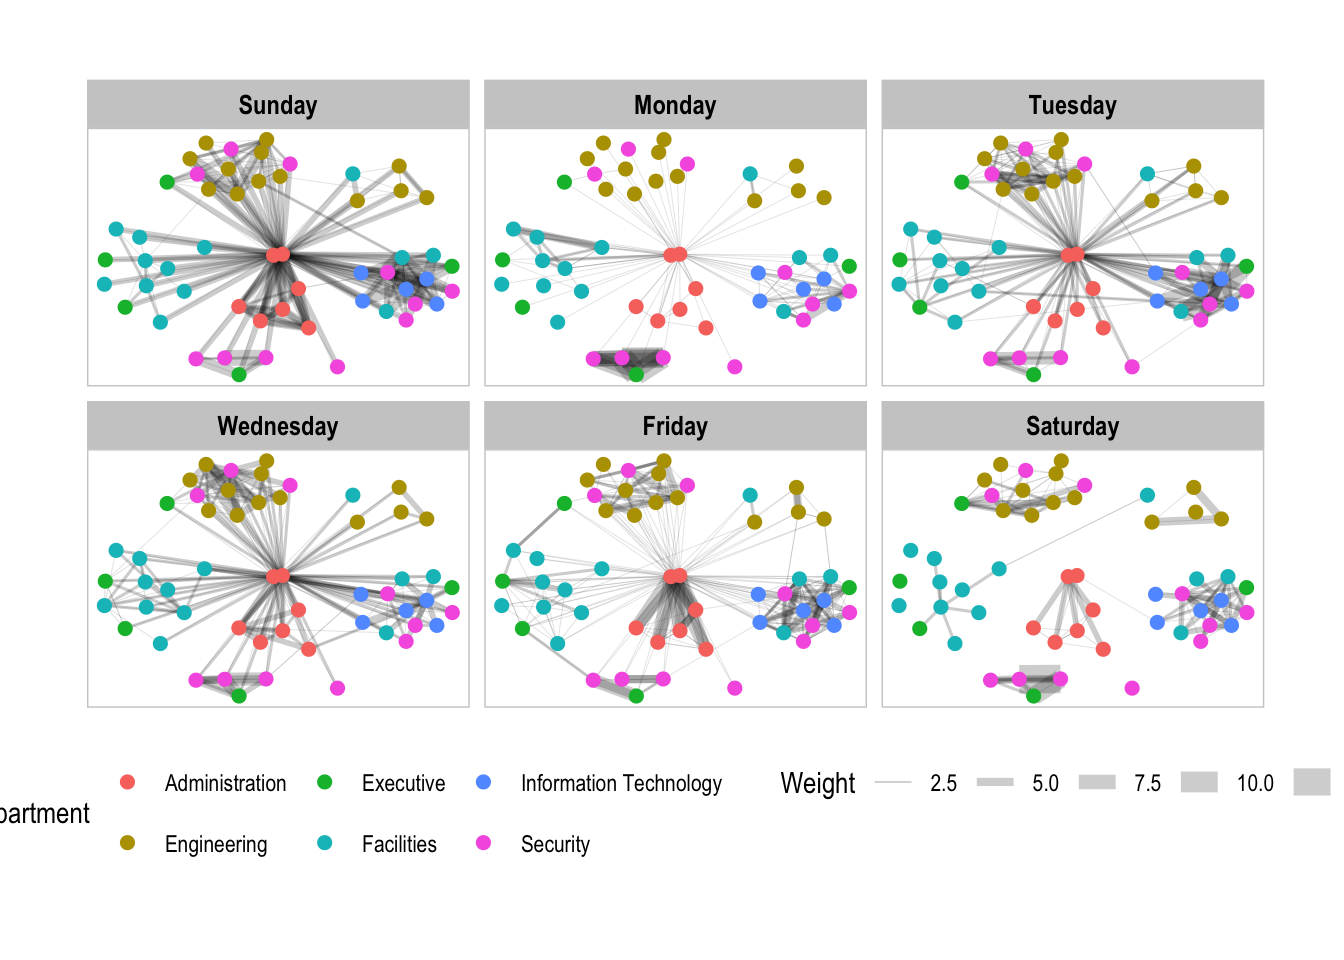 Sunday Monday Tuesday
Wednesday Friday Saturday
Administration Executive Information Technology Weight 2.5 5.0 7.5 10.0
partment
Engineering Facilities Security